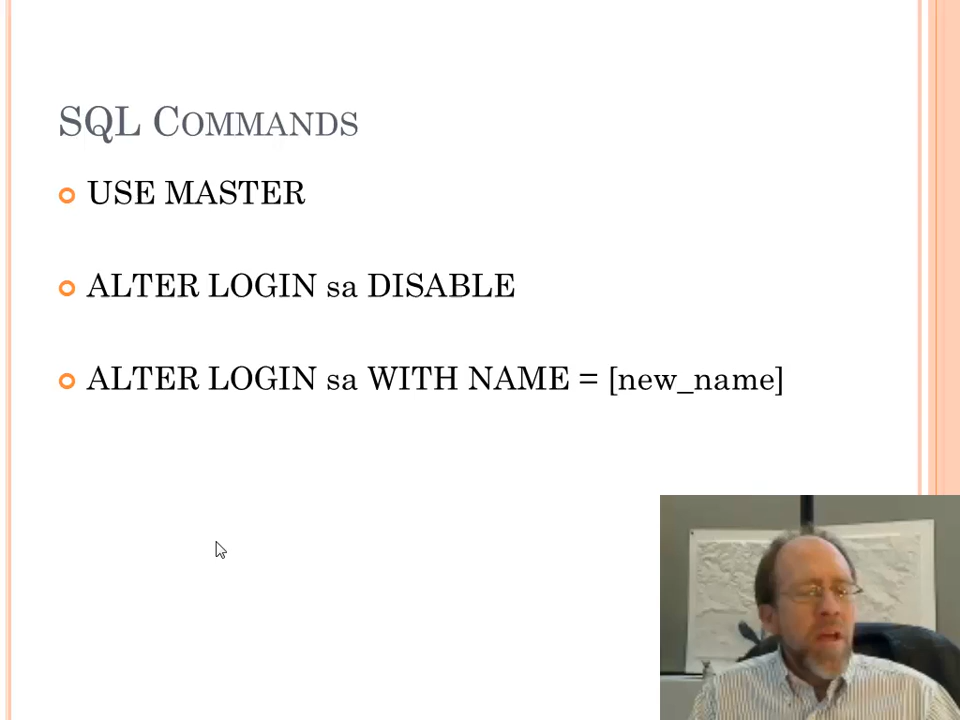 SQL COMMANDS
USE MASTER
ALTER LOGIN sa DISABLE
ALTER LOGIN sa WITH NAME = [new_name]